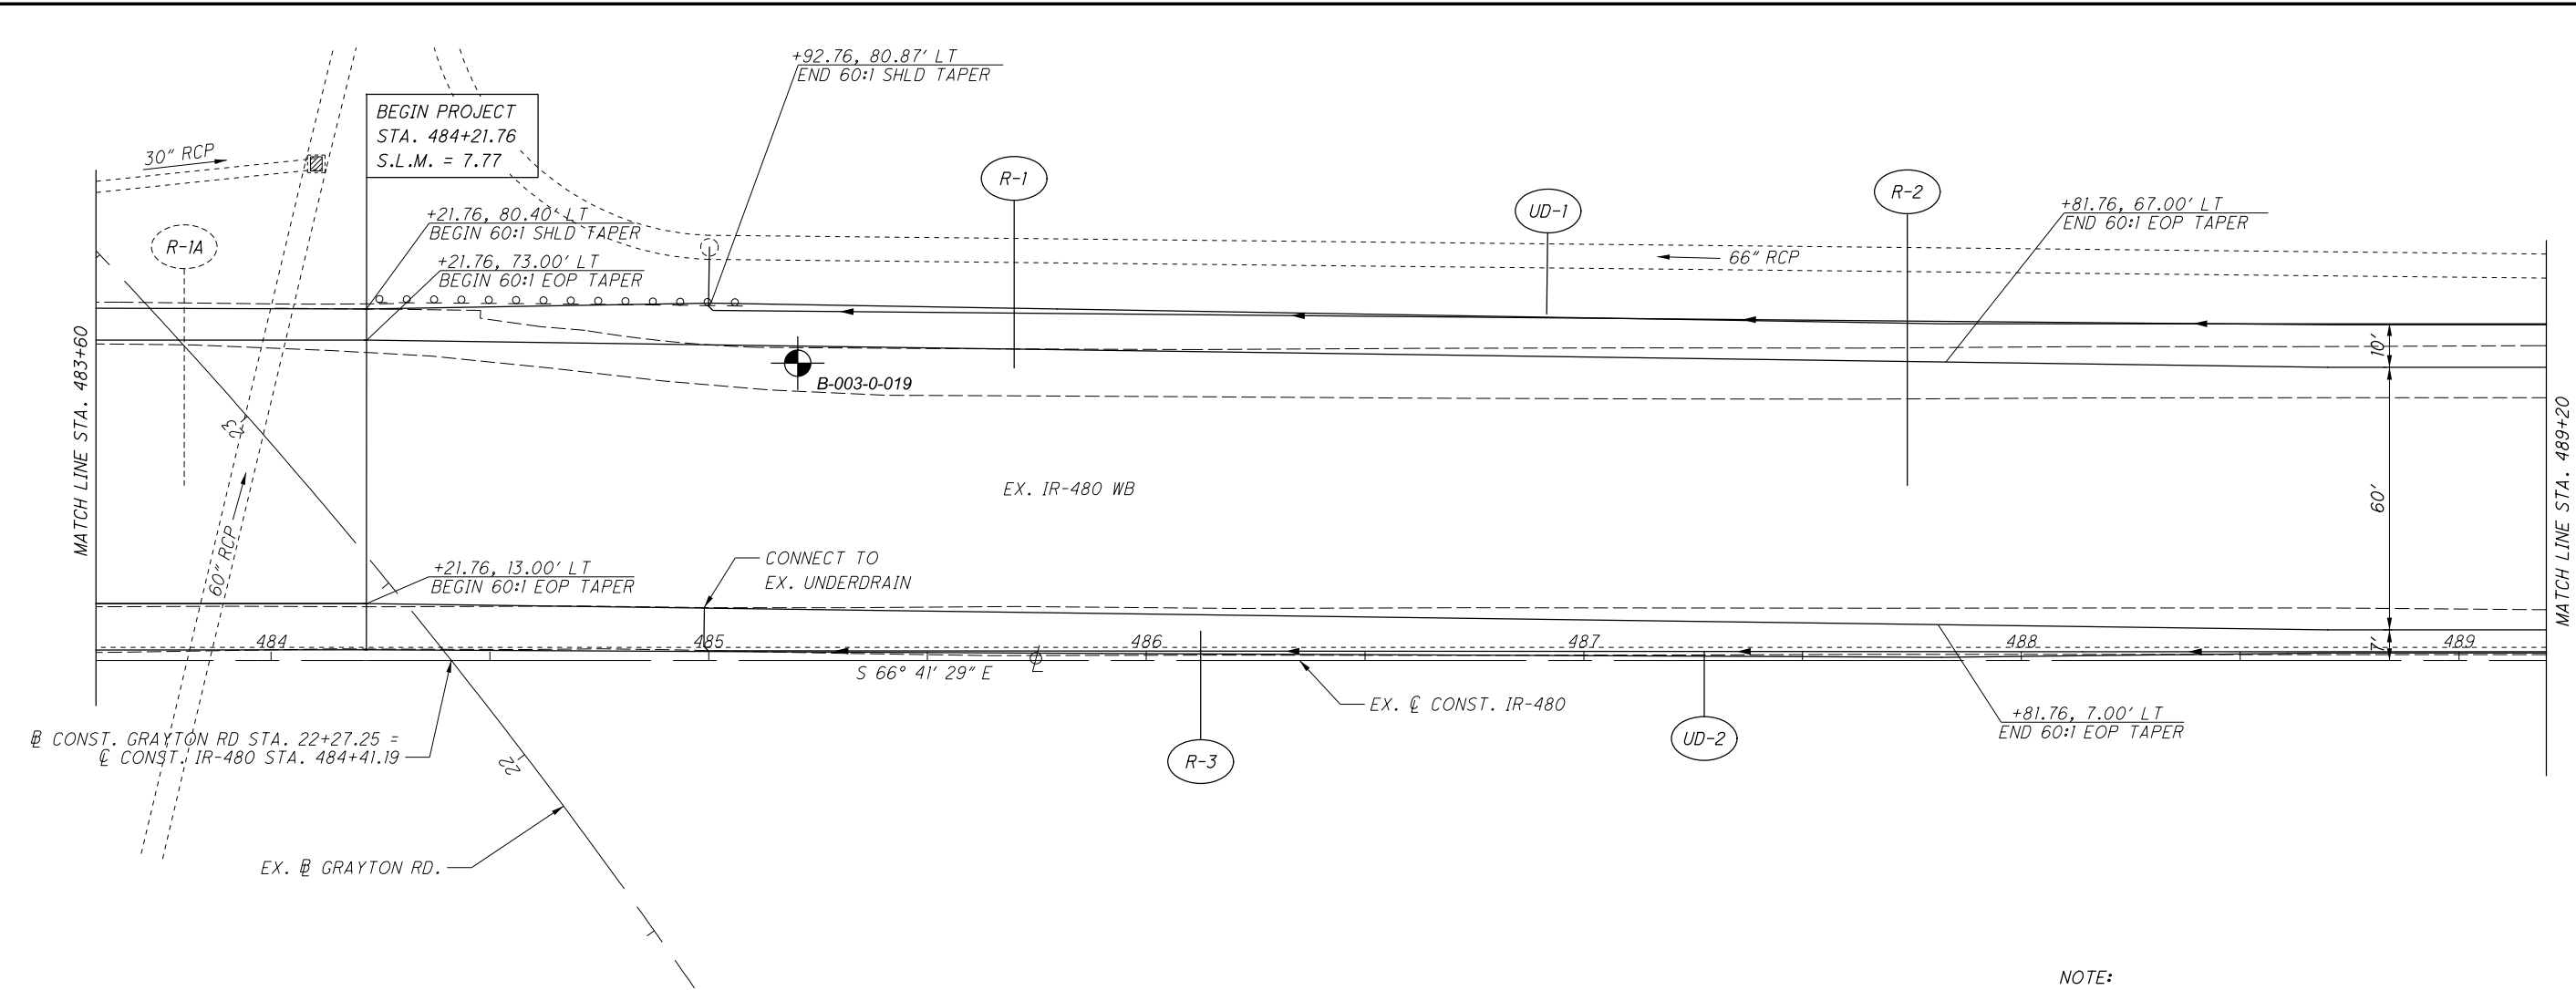 +92.76, 80.87' LT
END 60:1 SHLD TAPER
BEGIN PROJECT
STA. 484+21.76
S.L.M. = 7.77
30" RCP
R-1
R-2
UD-1
+81.76, 67.00' LT
END 60:1 EOP TAPER
+21.76, 80.40' LT
BEGIN 60:1 SHLD TAPER
R-1A
66" RCP
+21.76, 73.00' LT
BEGIN 60:1 EOP TAPER
10'
B-003-0-019
MATCH LINE STA. 483+60
23
EX. IR-480 WB
60'
MATCH LINE STA. 489+20
60" RCP
+21.76, 13.00' LT
BEGIN 60:1 EOP TAPER
CONNECT TO
EX. UNDERDRAIN
484
485
486
487
488
489
7'
S 66° 41' 29" E
EX. ℄ CONST. IR-480
+81.76, 7.00' LT
END 60:1 EOP TAPER
UD-2
R-3
BL CONST. GRAYTON RD STA. 22+27.25 =
℄ CONST. IR-480 STA. 484+41.19
22
EX. BL GRAYTON RD.
NOTE: